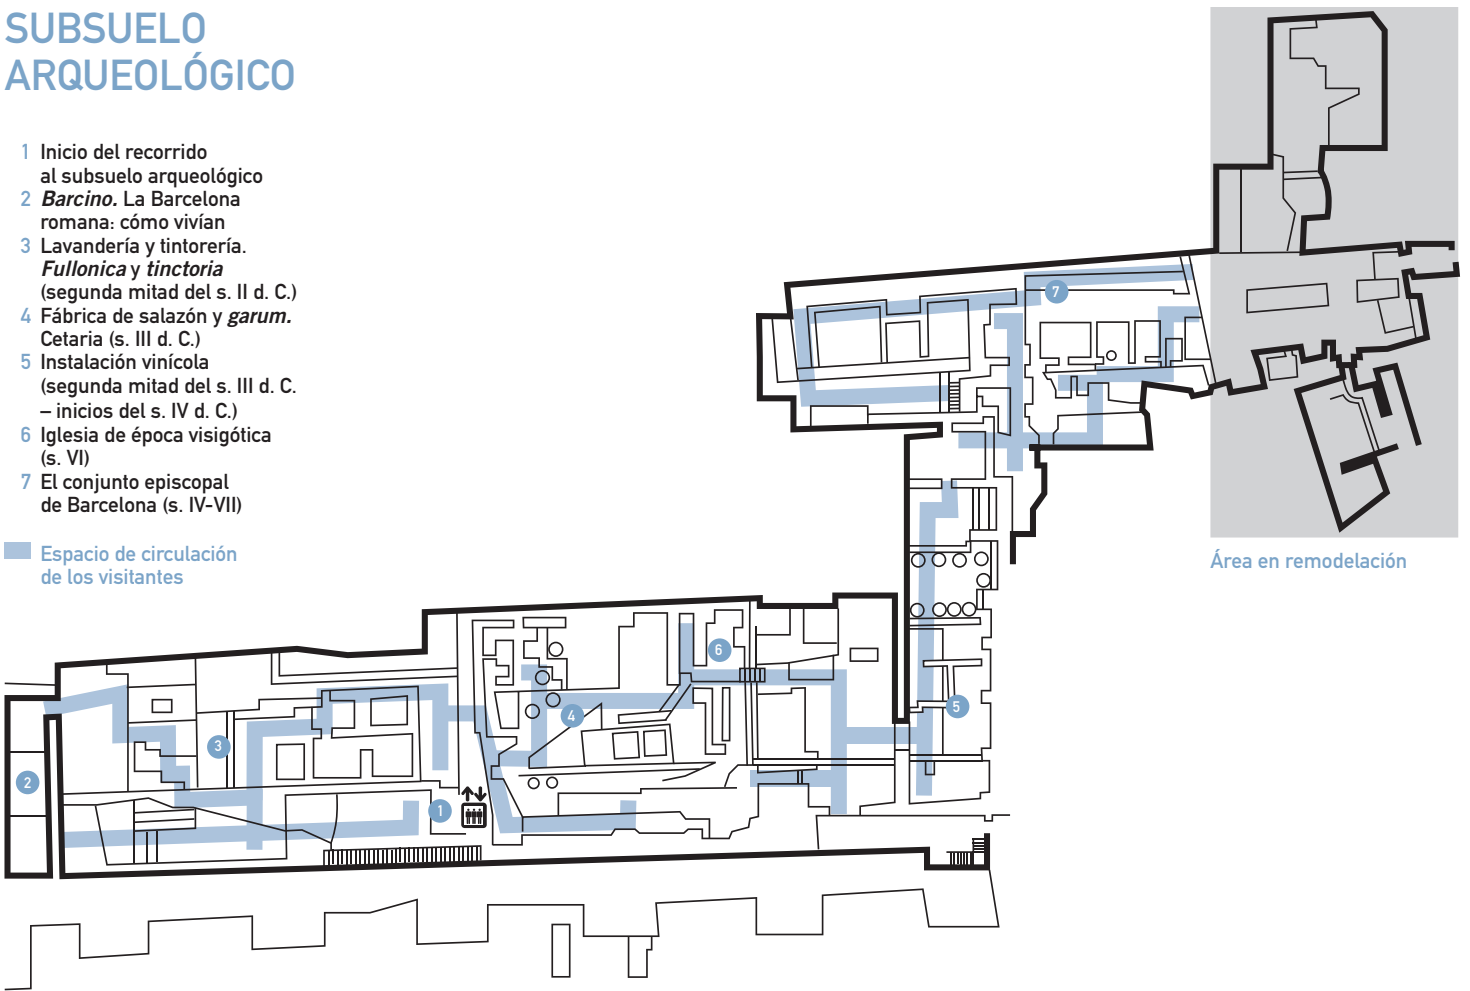 SUBSUELO
ARQUEOLÓGICO
1 Inicio del recorrido
al subsuelo arqueológico
2 Barcino. La Barcelona
romana: cómo vivían
3 Lavandería y tintorería.
Fullonica y tinctoria
(segunda mitad del s. II d. C.)
4 Fábrica de salazón y garum.
Cetaria (s. III d. C.)
5 Instalación vinícola
(segunda mitad del s. III d. C.
– inicios del s. IV d. C.)
6 Iglesia de época visigótica
(s. VI)
7 El conjunto episcopal
de Barcelona (s. IV-VII)
Espacio de circulación
de los visitantes
Área en remodelación
7
6
5
4
3
2
1